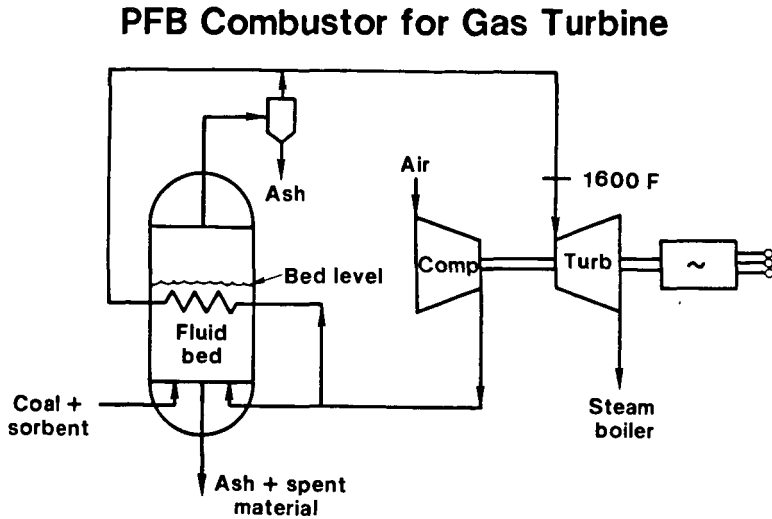 PFB Combustor for Gas Turbine
Air
1600 F
Ash
Comp
Turb
~
Bed level
Fluid
bed
Coal +
sorbent
Steam
boiler
Ash + spent
material